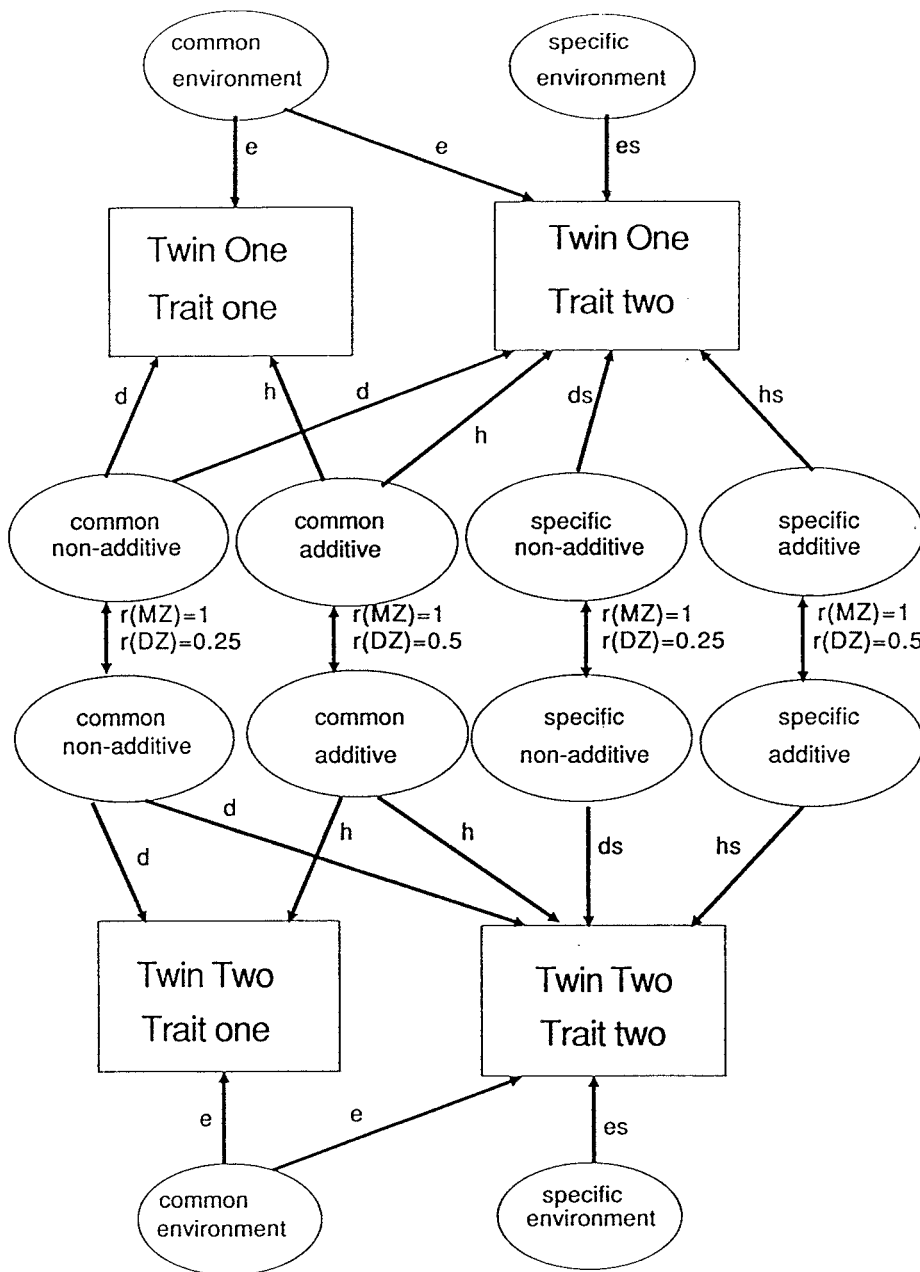 common
environment
specific
environment
e
e
es
Twin One
Trait one
Twin One
Trait two
d
h
d
h
ds
hs
common
non-additive
common
additive
specific
non-additive
specific
additive
r(MZ)=1
r(DZ)=0.25
r(MZ)=1
r(DZ)=0.5
r(MZ)=1
r(DZ)=0.25
r(MZ)=1
r(DZ)=0.5
common
non-additive
common
additive
specific
non-additive
specific
additive
d
d
h
h
ds
hs
Twin Two
Trait one
Twin Two
Trait two
e
e
es
common
environment
specific
environment